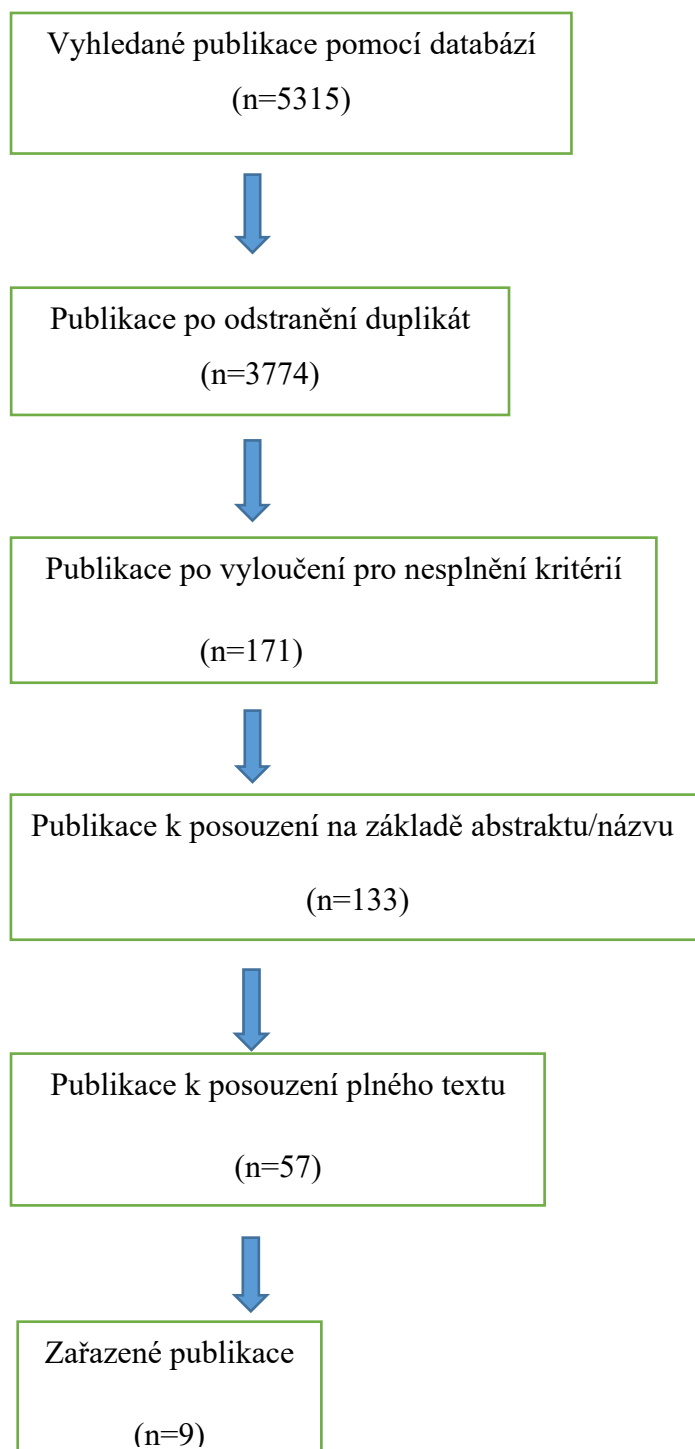 Vyhledané publikace pomocí databází
(n=5315)
Publikace po odstranění duplikát
(n=3774)
Publikace po vyloučení pro nesplnění kritérií
(n=171)
Publikace k posouzení na základě abstraktu/názvu
(n=133)
Publikace k posouzení plného textu
(n=57)
Zařazené publikace
(n=9)